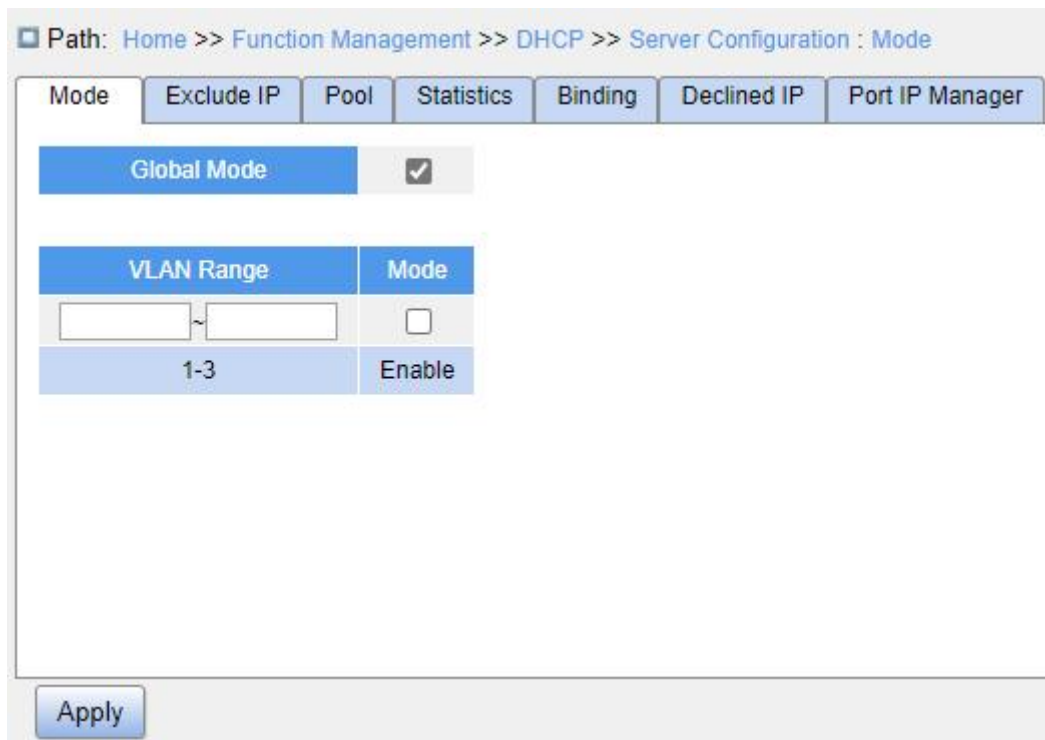 Path: Home >> Function Management >> DHCP >> Server Configuration : Mode
Mode Exclude IP Pool Statistics Binding Declined IP Port IP Manager
Global Mode
VLAN Range Mode
~
1-3 Enable
Apply